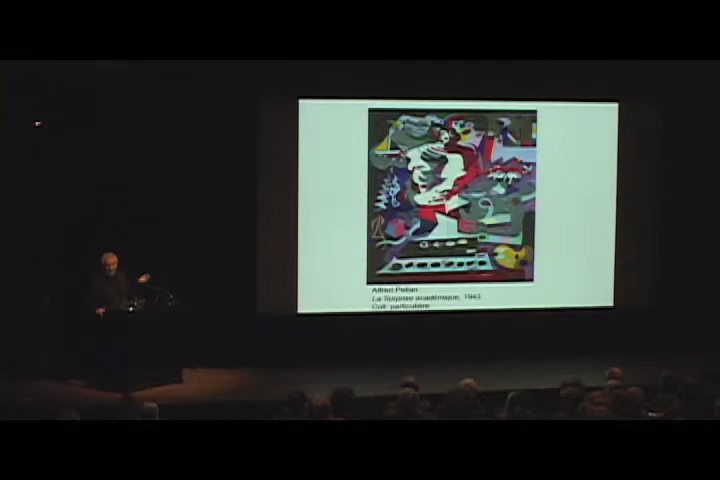 Alfred Pellan
La Surprise académique, 1943
Coll. particulière